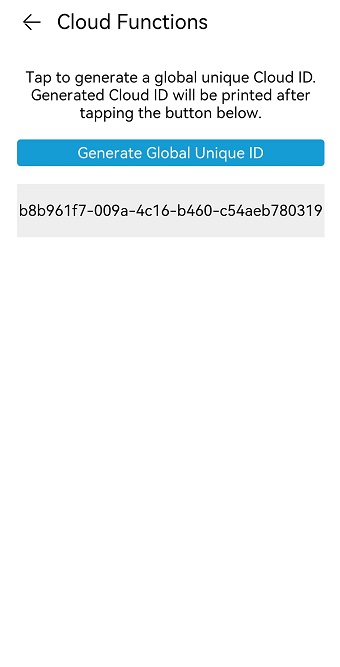 Cloud Functions
Tap to generate a global unique Cloud ID.
Generated Cloud ID will be printed after
tapping the button below.
Generate Global Unique ID
b8b961f7-009a-4c16-b460-c54aeb780319